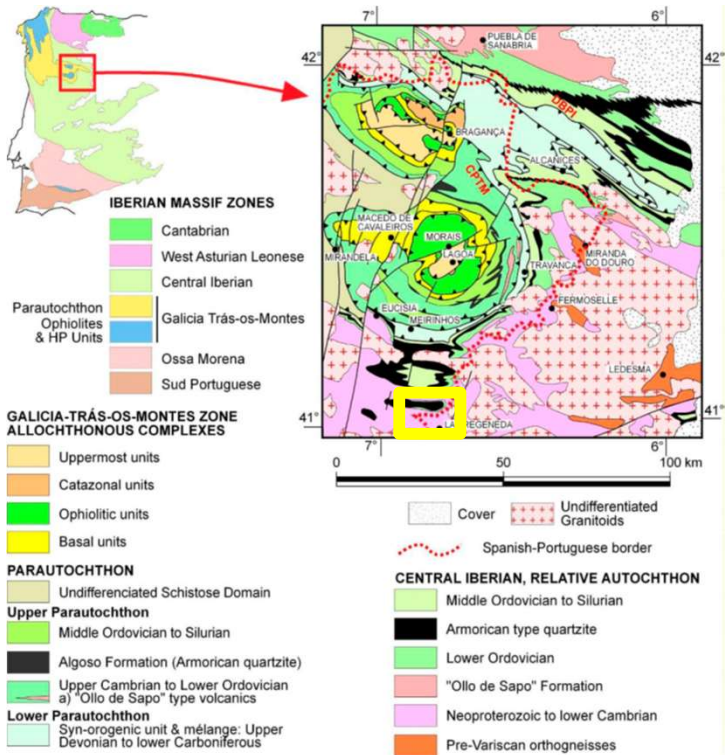 7°
6°
42°
42°
PUEBLA DE
SANABRIA
DBPI
BRAGANÇA
ALCAÑICES
CPTM
MACEDO DE
CAVALEIROS
MORAIS
LAGOA
MIRANDELA
TRAVANCA
MIRANDA
DO DOURO
FERMOSELLE
EUCISIA
MEIRINHOS
LEDESMA
41°
41°
7°
6°
0
50
100 km
IBERIAN MASSIF ZONES
Cantabrian
West Asturian Leonese
Central Iberian
Parautochthon
Ophiolites
& HP Units
Galicia Trás-os-Montes
Ossa Morena
Sud Portuguese
GALICIA-TRÁS-OS-MONTES ZONE
ALLOCHTHONOUS COMPLEXES
Uppermost units
Catazonal units
Ophiolitic units
Basal units
PARAUTOCHTHON
Undifferenciated Schistose Domain
Upper Parautochthon
Middle Ordovician to Silurian
Algoso Formation (Armorican quartzite)
Upper Cambrian to Lower Ordovician
a) "Ollo de Sapo" type volcanics
Lower Parautochthon
Syn-orogenic unit & mélange: Upper
Devonian to lower Carboniferous
Cover
Undifferentiated
Granitoids
Spanish-Portuguese border
CENTRAL IBERIAN, RELATIVE AUTOCHTHON
Middle Ordovician to Silurian
Armorican type quartzite
Lower Ordovician
"Ollo de Sapo" Formation
Neoproterozoic to lower Cambrian
Pre-Variscan orthogneisses